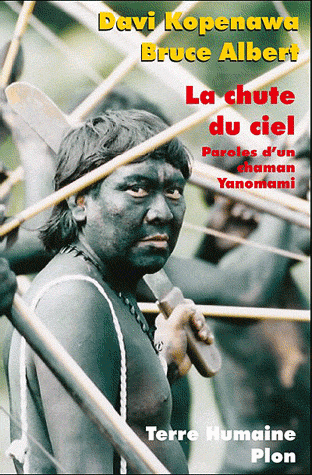 Davi Kopenawa
Bruce Albert
La chute
du ciel
Paroles d'un
chaman
Yanomami
Terre Humaine
Plon